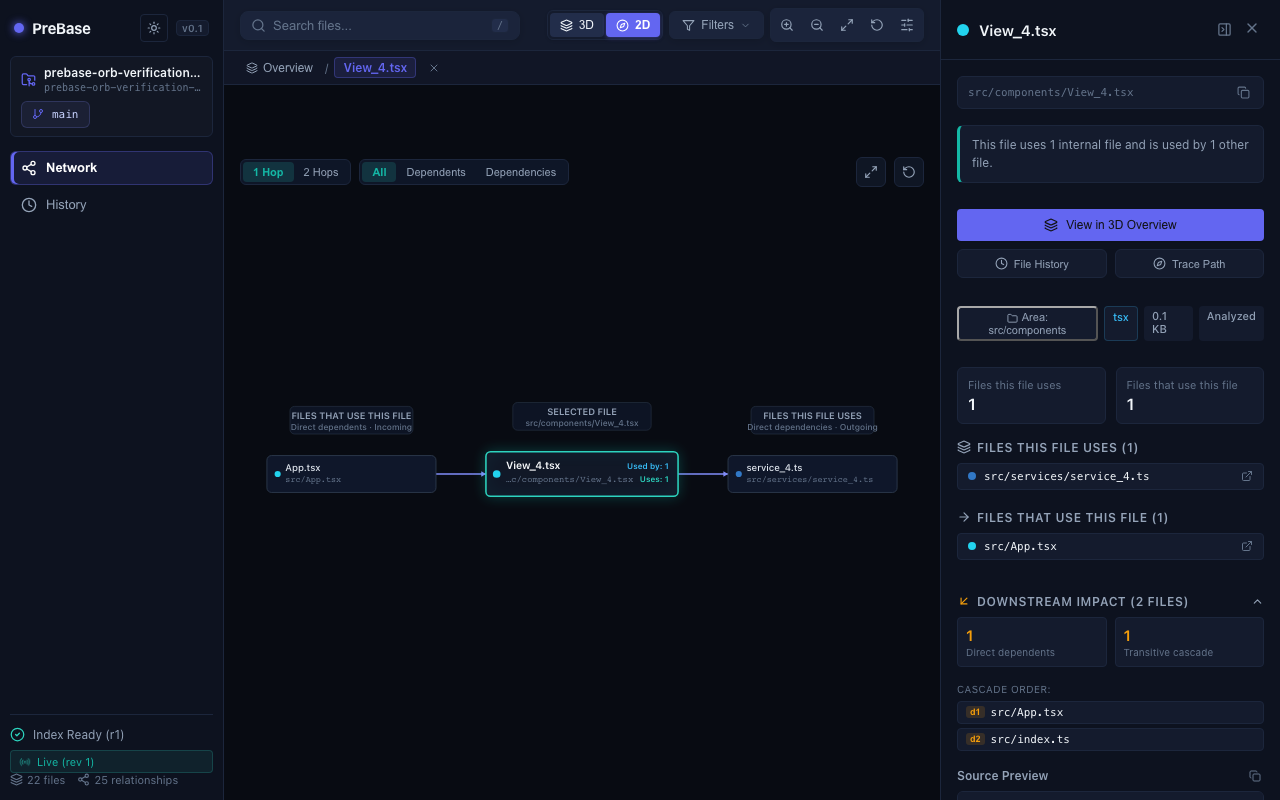 PreBase
v0.1
prebase-orb-verification...
prebase-orb-verification-…
main
Network
History
Index Ready (r1)
Live (rev 1)
22 files
25 relationships
Search files...
/
3D
2D
Filters
Overview
/
View_4.tsx
1 Hop
2 Hops
All
Dependents
Dependencies
FILES THAT USE THIS FILE
Direct dependents · Incoming
App.tsx
src/App.tsx
SELECTED FILE
src/components/View_4.tsx
View_4.tsx
Used by: 1
…c/components/View_4.tsx
Uses: 1
FILES THIS FILE USES
Direct dependencies · Outgoing
service_4.ts
src/services/service_4.ts
View_4.tsx
src/components/View_4.tsx
This file uses 1 internal file and is used by 1 other
file.
View in 3D Overview
File History
Trace Path
Area:
src/components
tsx
0.1
KB
Analyzed
Files this file uses
1
Files that use this file
1
FILES THIS FILE USES (1)
src/services/service_4.ts
FILES THAT USE THIS FILE (1)
src/App.tsx
DOWNSTREAM IMPACT (2 FILES)
1
Direct dependents
1
Transitive cascade
CASCADE ORDER:
d1 src/App.tsx
d2 src/index.ts
Source Preview